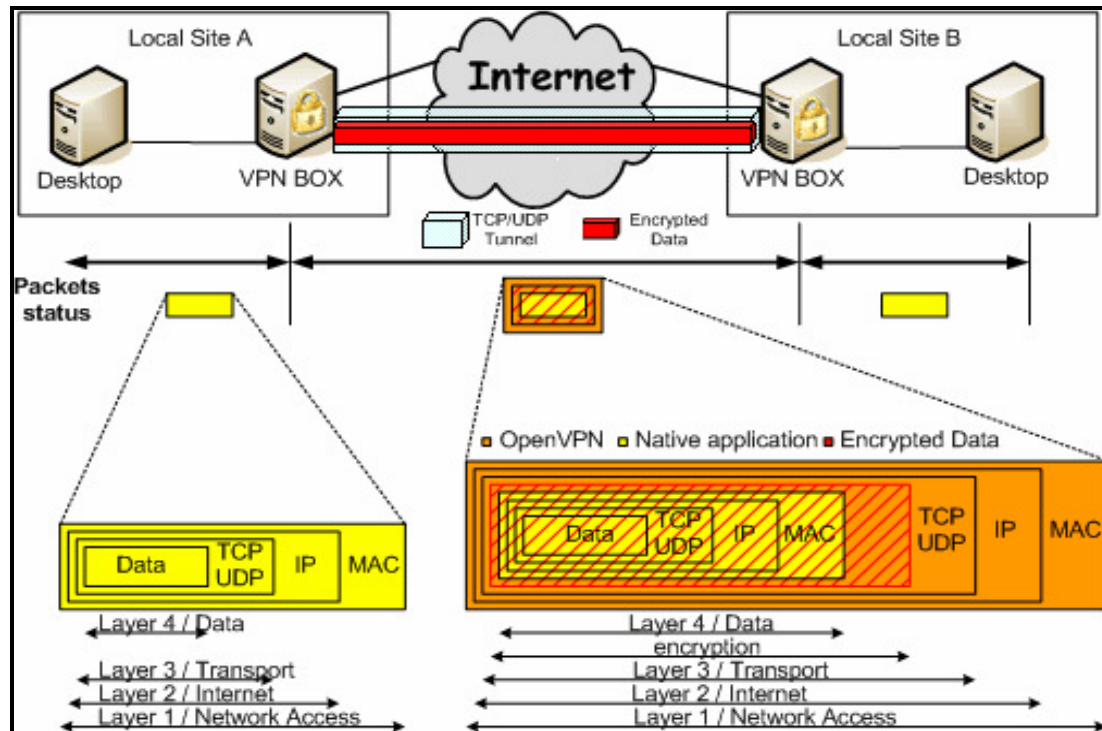 Local Site A
Internet
Local Site B
Desktop
VPN BOX
VPN BOX
Desktop
TCP/UDP
Tunnel
Encrypted
Data
Packets
status
OpenVPN
Native application
Encrypted Data
Data
TCP
UDP
IP
MAC
Data
TCP
UDP
IP
MAC
TCP
UDP
IP
MAC
Layer 4 / Data
Layer 3 / Transport
Layer 2 / Internet
Layer 1 / Network Access
Layer 4 / Data
encryption
Layer 3 / Transport
Layer 2 / Internet
Layer 1 / Network Access